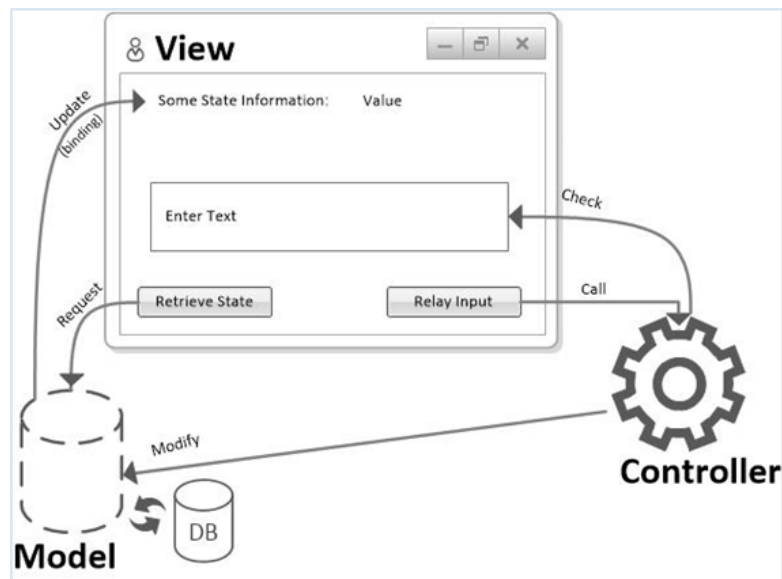 View
Update
(binding)
Some State Information: Value
Enter Text
Check
Request
Retrieve State
Relay Input
Call
Modify
Controller
DB
Model